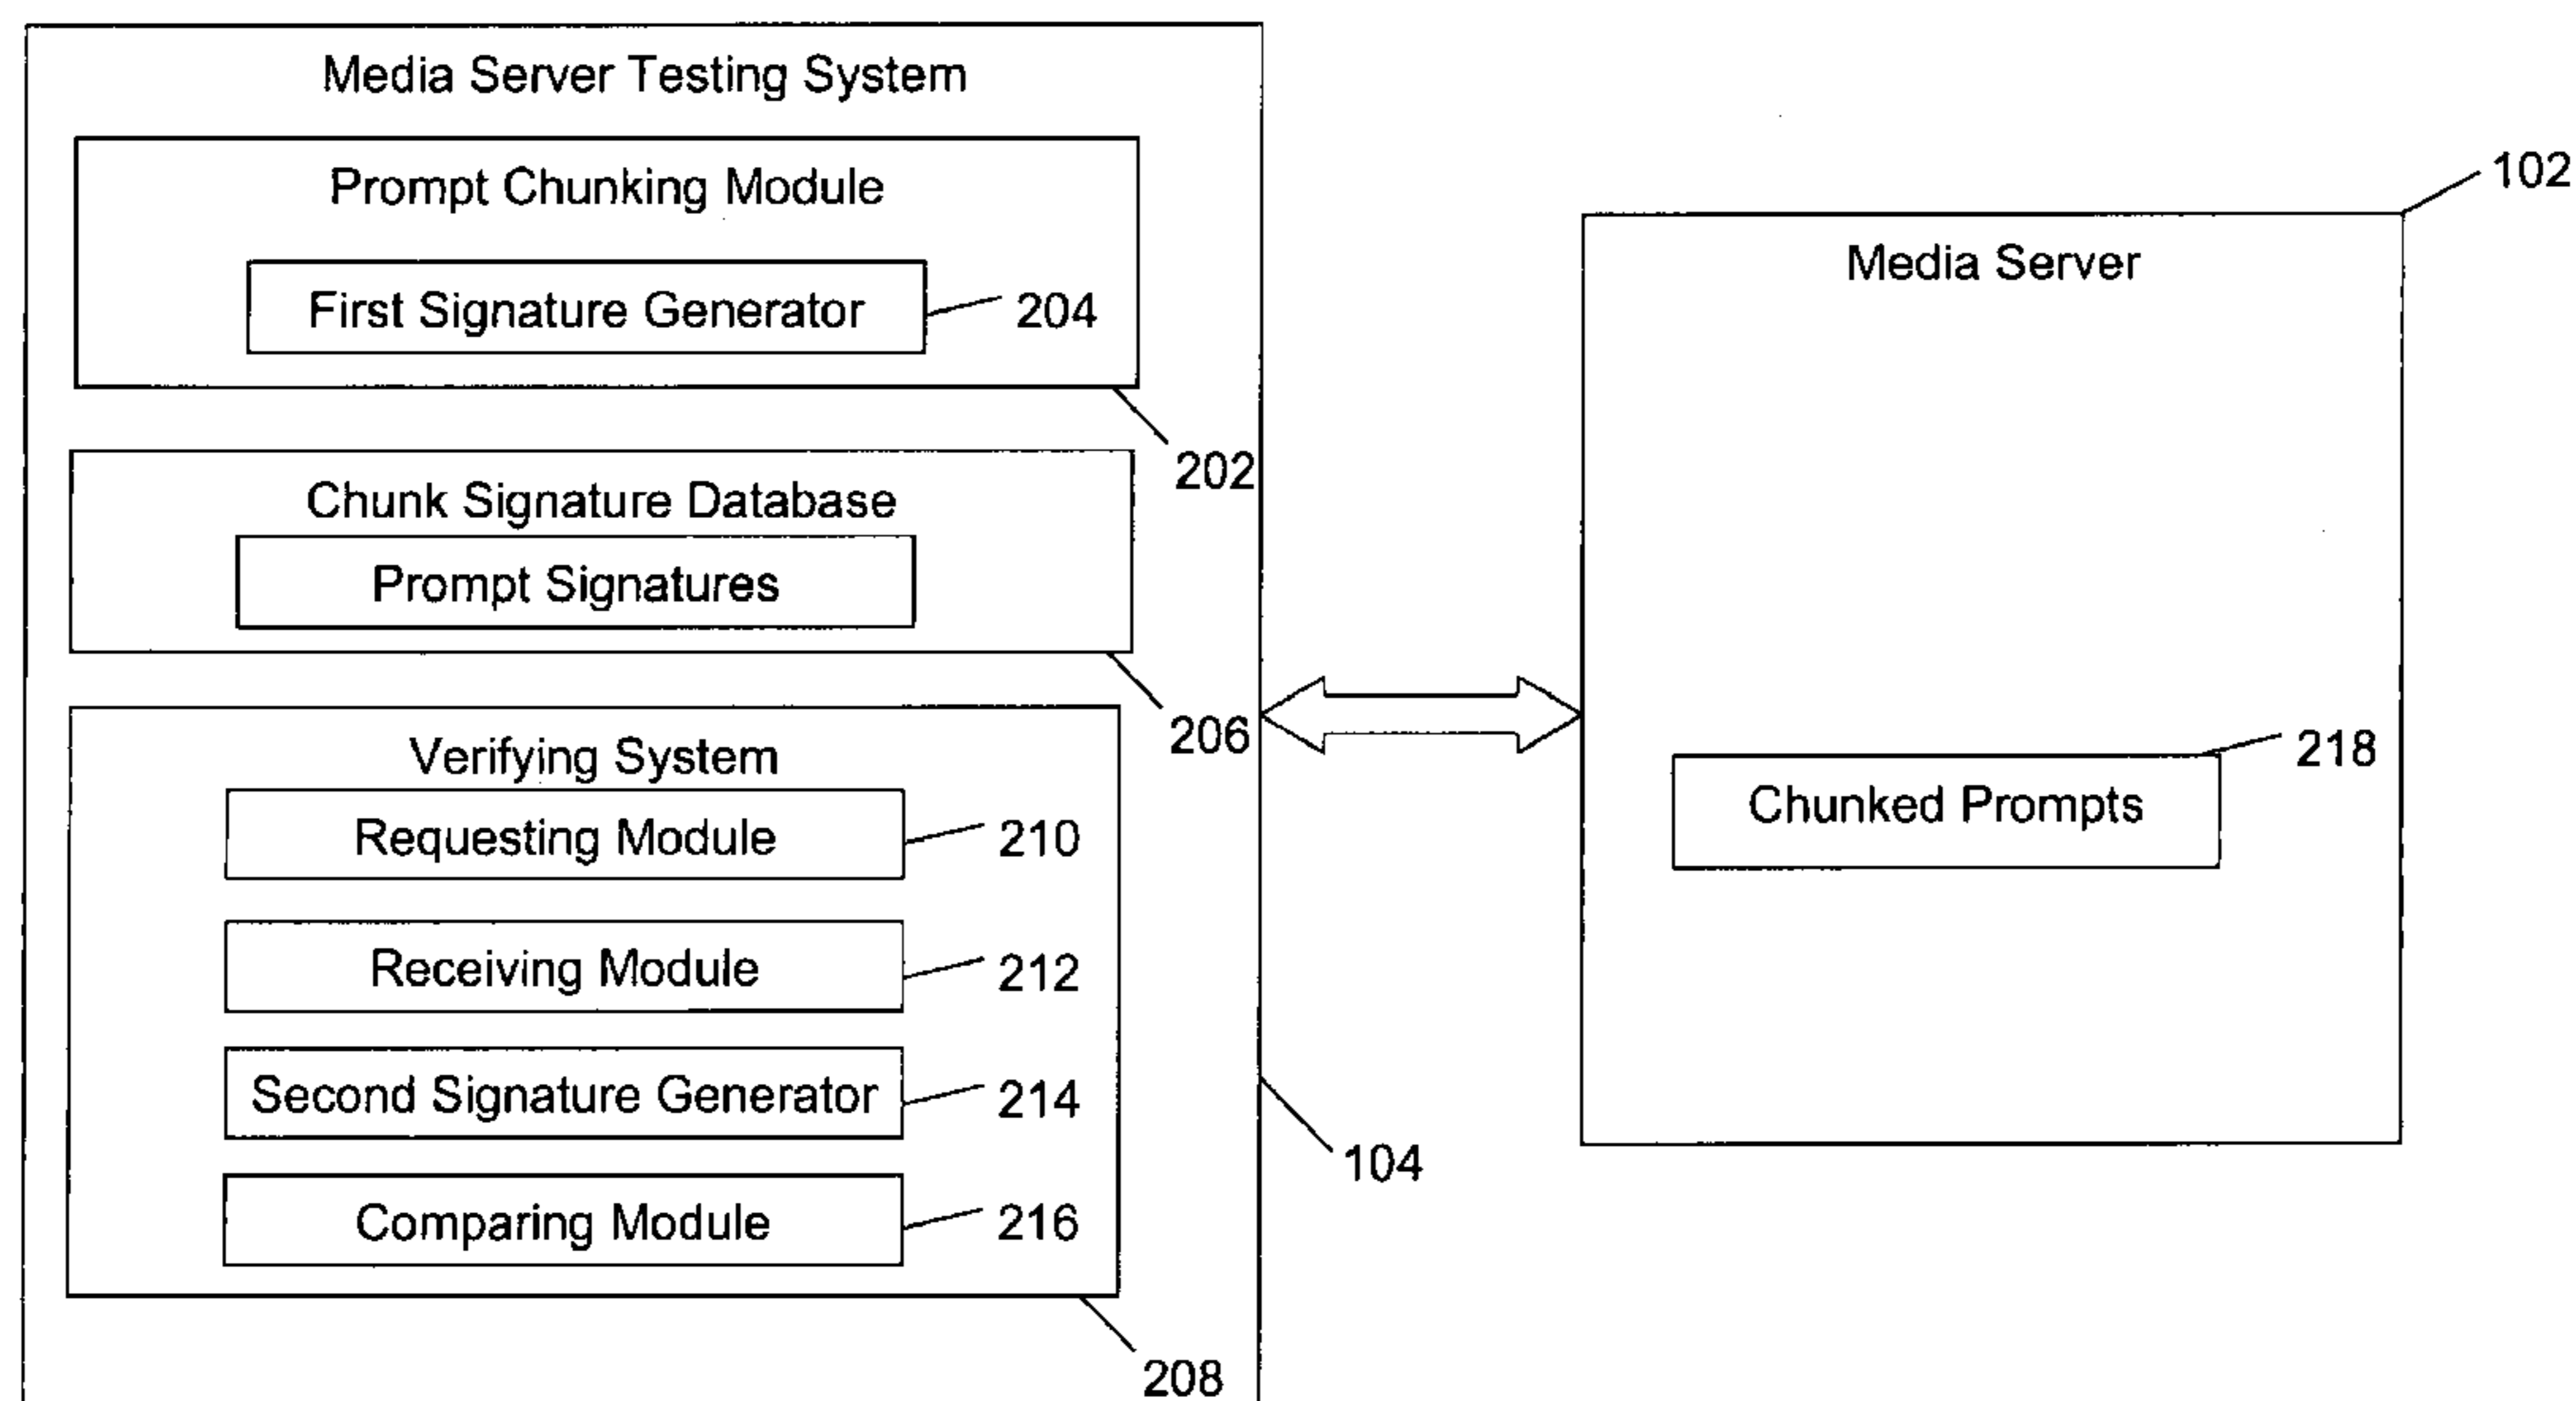 Media Server Testing System
Prompt Chunking Module
First Signature Generator
204
202
Chunk Signature Database
Prompt Signatures
206
Verifying System
Requesting Module
210
Receiving Module
212
Second Signature Generator
214
Comparing Module
216
208
104
102
Media Server
218
Chunked Prompts